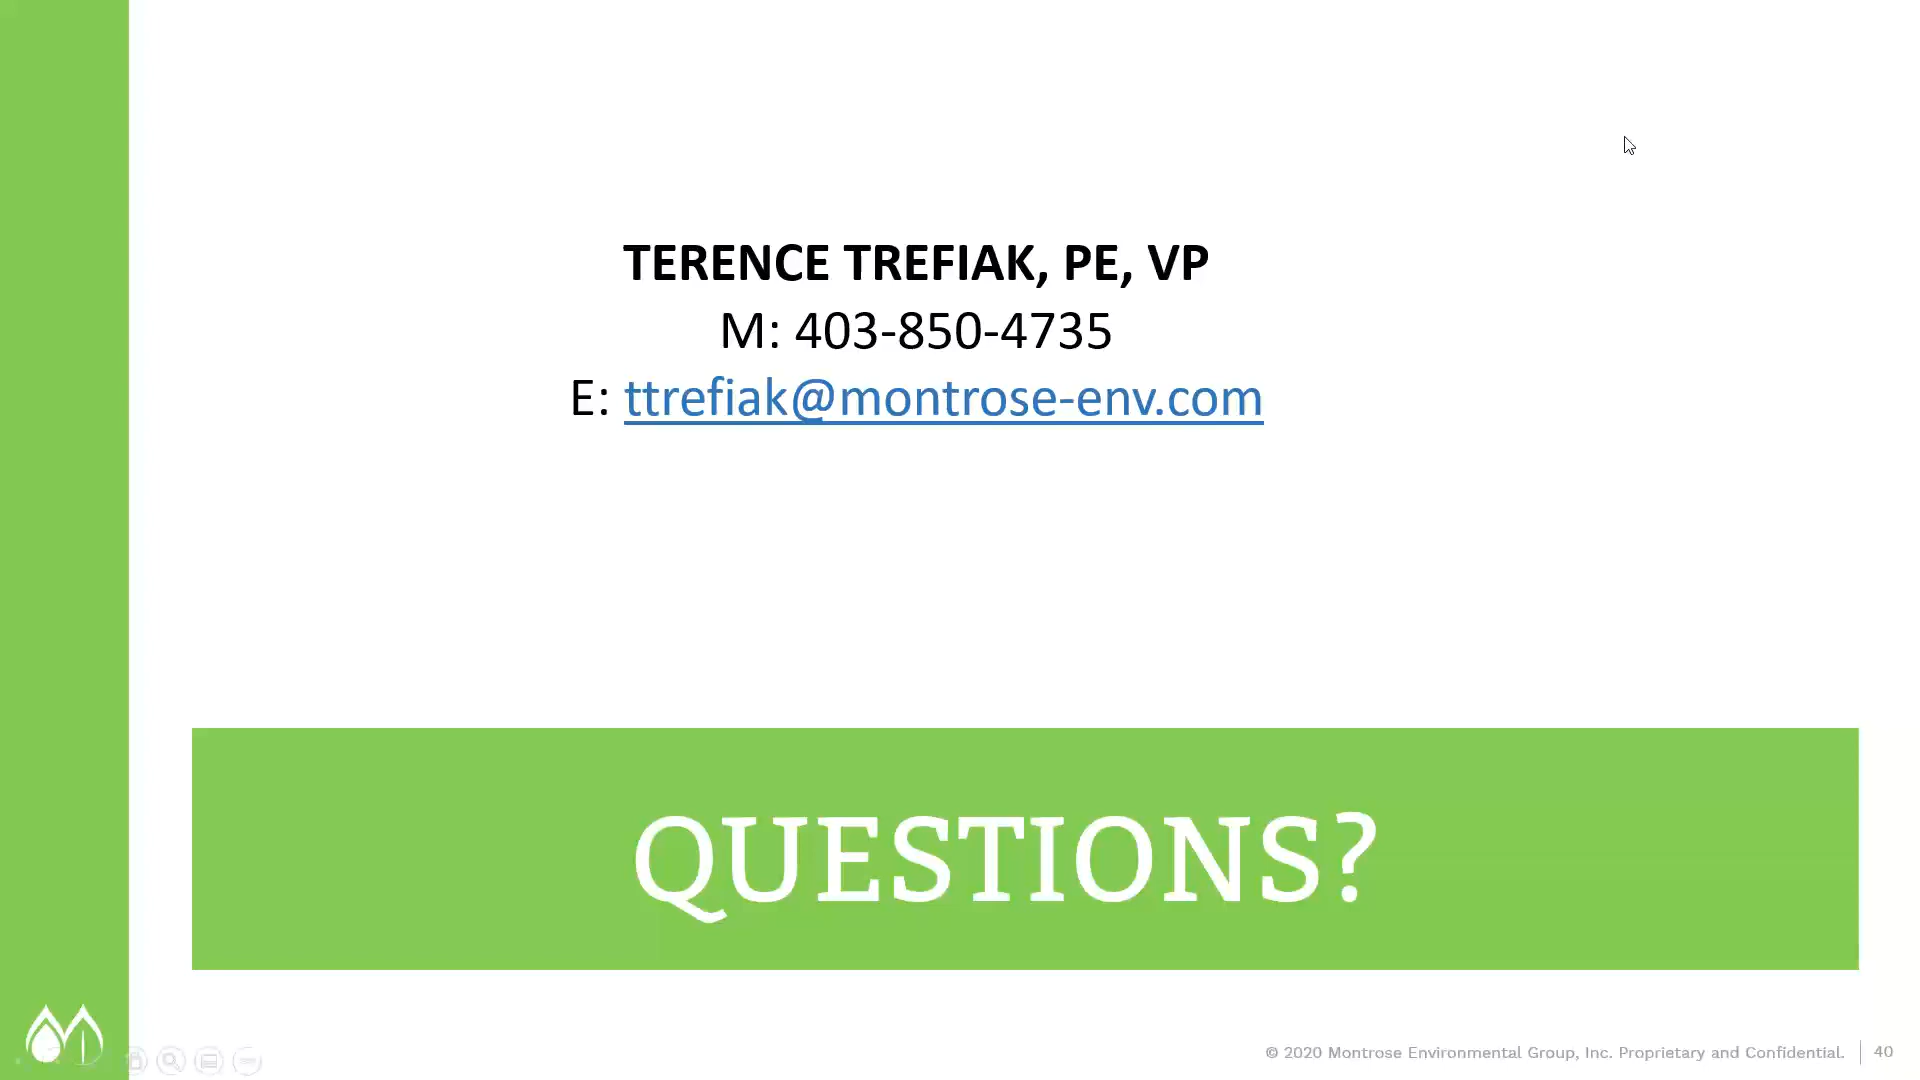 TERENCE TREFIAK, PE, VP
M: 403-850-4735
E: ttrefiak@montrose-env.com
QUESTIONS?
© 2020 Montrose Environmental Group, Inc. Proprietary and Confidential. | 40